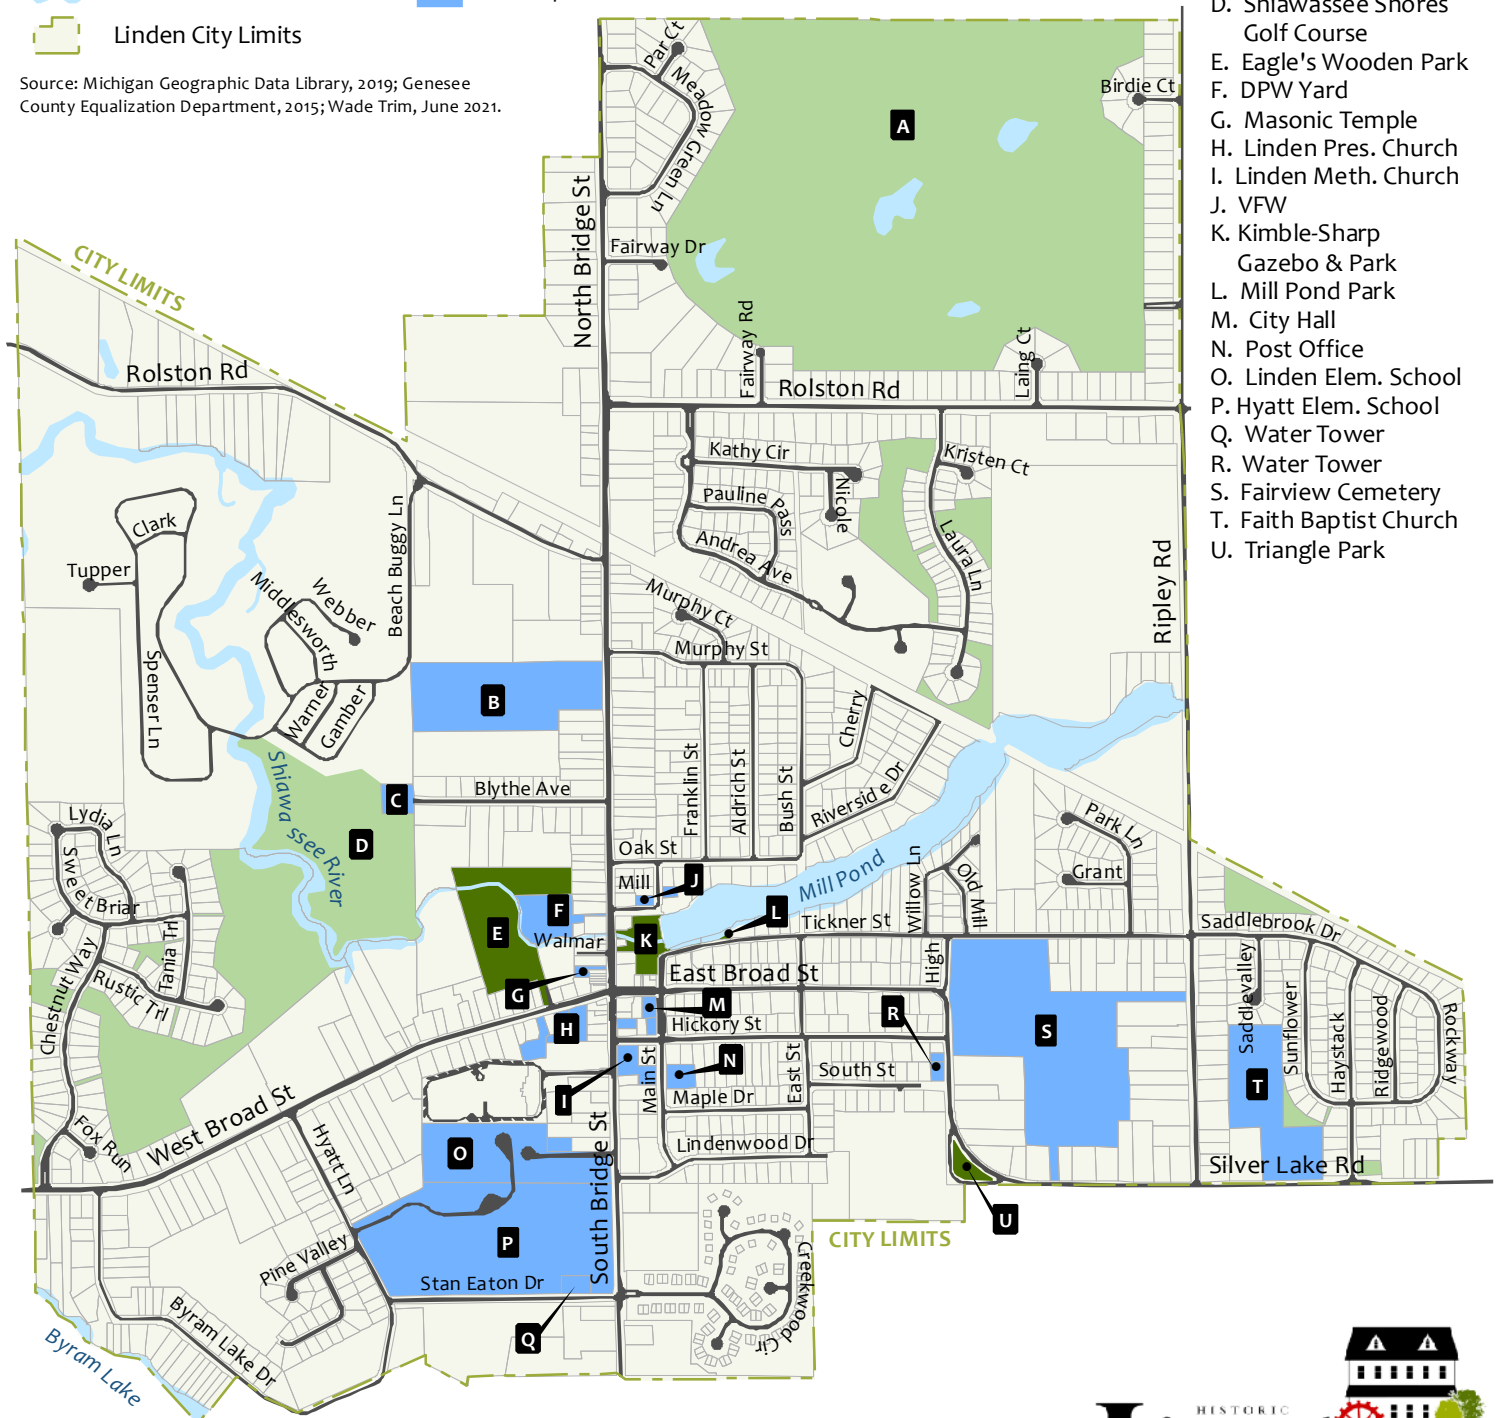 Linden City Limits
Source: Michigan Geographic Data Library, 2019; Genesee
County Equalization Department, 2015; Wade Trim, June 2021.
D. Shiawassee Shores
Golf Course
E. Eagle's Wooden Park
F. DPW Yard
G. Masonic Temple
H. Linden Pres. Church
I. Linden Meth. Church
J. VFW
K. Kimble-Sharp
Gazebo & Park
L. Mill Pond Park
M. City Hall
N. Post Office
O. Linden Elem. School
P. Hyatt Elem. School
Q. Water Tower
R. Water Tower
S. Fairview Cemetery
T. Faith Baptist Church
U. Triangle Park
Par Ct
Meadow Green Ln
Birdie Ct
A
North Bridge St
Fairway Dr
CITY LIMITS
Fairway Rd
Laing Ct
Rolston Rd
Rolston Rd
Kathy Cir
Kristen Ct
Nicole
Pauline Pass
Andrea Ave
Laura Ln
Ripley Rd
Clark
Tupper
Beach Buggy Ln
Webber
Middlesworth
Murphy Ct
Murphy St
Spenser Ln
Warner
Gamber
B
Cherry
Shiawassee River
Blythe Ave
C
Franklin St
Aldrich St
Bush St
Riverside Dr
D
Lydia Ln
Sweet Briar
Oak St
Park Ln
Grant
Mill
J
Mill Pond
Willow Ln
Old Mill
E
F
Walmar
K
L
Tickner St
Saddlebrook Dr
Chestnut Way
Tania Trl
Rustic Trl
G
East Broad St
High
Saddlevalley
Sunflower
Haystack
Ridgewood
Rockway
H
M
Hickory St
R
S
I
Main St
N
Maple Dr
East St
South St
T
West Broad St
Fox Run
Hyatt Ln
O
South Bridge St
Lindenwood Dr
Silver Lake Rd
U
CITY LIMITS
P
Pine Valley
Stan Eaton Dr
Creekwood Cir
Q
Byram Lake Dr
Byram Lake
HISTORIC